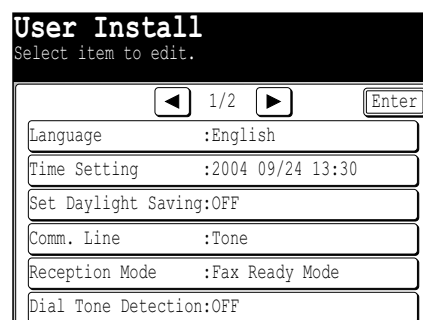 User Install
Select item to edit.
◀ 1/2 ▶ Enter
Language :English
Time Setting :2004 09/24 13:30
Set Daylight Saving:OFF
Comm. Line :Tone
Reception Mode :Fax Ready Mode
Dial Tone Detection:OFF